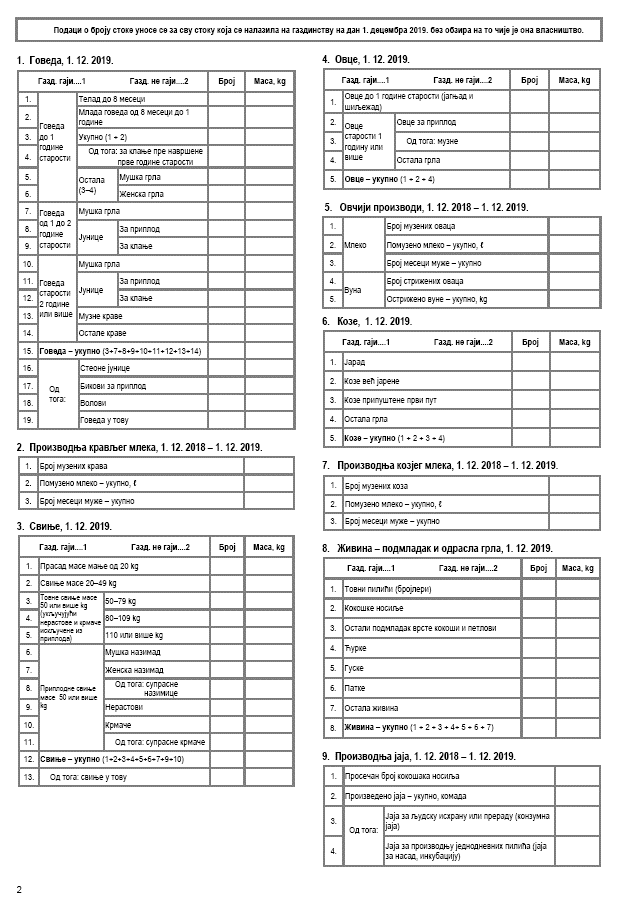 Подаци о броју стоке уносе се за сву стоку која се налазила на газдинству на дан 1. децембра 2019. без обзира на то чије је она власништво.
1. Говеда, 1. 12. 2019.
Газд. гаји....1 Газд. не гаји....2 Број Маса, kg
1. Телад до 8 месеци
2. Млада говеда од 8 месеци до 1
године
Говеда
до 1
године
старости
3. Укупно (1 + 2)
4. Од тога: за клање пре навршене
прве године старости
5. Остала
(3–4)
Мушка грла
6. Женска грла
7. Говеда
од 1 до 2
године
старости
Мушка грла
8. Јунице
За приплод
9. За клање
10. Говеда
старости
2 године
или више
Мушка грла
11. Јунице
За приплод
12. За клање
13. Музне краве
14. Остале краве
15. Говеда – укупно (3+7+8+9+10+11+12+13+14)
16. Од
тога:
Стеоне јунице
17. Бикови за приплод
18. Волови
19. Говеда у тову
2. Производња крављег млека, 1. 12. 2018 – 1. 12. 2019.
1. Број музених крава
2. Помузено млеко – укупно, ℓ
3. Број месеци муже – укупно
3. Свиње, 1. 12. 2019.
Газд. гаји....1 Газд. не гаји....2 Број Маса, kg
1. Прасад масе мање од 20 kg
2. Свиње масе 20–49 kg
3. Товне свиње масе
50 или више kg
(укључујући
нерастове и крмаче
искључене из
приплода)
50–79 kg
4. 80–109 kg
5. 110 или више kg
6. Приплодне свиње
масе 50 или више
kg
Мушка назимад
7. Женска назимад
8. Од тога: супрасне
назимице
9. Нерастови
10. Крмаче
11. Од тога: супрасне крмаче
12. Свиње – укупно (1+2+3+4+5+6+7+9+10)
13. Од тога: свиње у тову
4. Овце, 1. 12. 2019.
Газд. гаји....1 Газд. не гаји....2 Број Маса, kg
1. Овце до 1 године старости (јагњад и
шиљежад)
2. Овце
старости 1
годину или
више
Овце за приплод
3. Од тога: музне
4. Остала грла
5. Овце – укупно (1 + 2 + 4)
5. Овчији производи, 1. 12. 2018 – 1. 12. 2019.
1. Млеко
Број музених оваца
2. Помузено млеко – укупно, ℓ
3. Број месеци муже – укупно
4. Вуна
Број стрижених оваца
5. Острижено вуне – укупно, kg
6. Козе, 1. 12. 2019.
Газд. гаји....1 Газд. не гаји....2 Број Маса, kg
1. Јарад
2. Козе већ јарене
3. Козе припуштене први пут
4. Остала грла
5. Козе – укупно (1 + 2 + 3 + 4)
7. Производња козјег млека, 1. 12. 2018 – 1. 12. 2019.
1. Број музених коза
2. Помузено млеко – укупно, ℓ
3. Број месеци муже – укупно
8. Живина – подмладак и одрасла грла, 1. 12. 2019.
Газд. гаји....1 Газд. не гаји....2 Број Маса, kg
1. Товни пилићи (бројлери)
2. Кокошке носиље
3. Остали подмладак врсте кокоши и петлови
4. Ћурке
5. Гуске
6. Патке
7. Остала живина
8. Живина – укупно (1 + 2 + 3 + 4+ 5 + 6 + 7)
9. Производња јаја, 1. 12. 2018 – 1. 12. 2019.
1. Просечан број кокошака носиља
2. Произведено јаја – укупно, комада
3. Од тога:
Јаја за људску исхрану или прераду (конзумна
јаја)
4. Јаја за производњу једнодневних пилића (јаја
за насад, инкубацију)
2